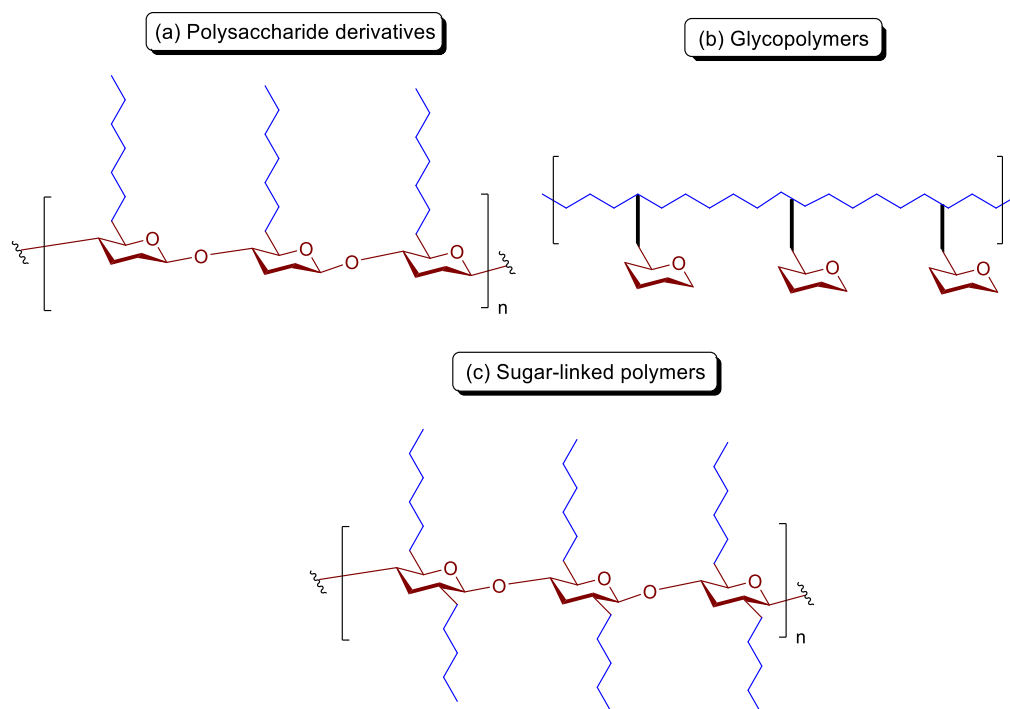 (a) Polysaccharide derivatives
(b) Glycopolymers
O
O
O
O
O
n
O
O
O
(c) Sugar-linked polymers
O
O
O
O
O
n